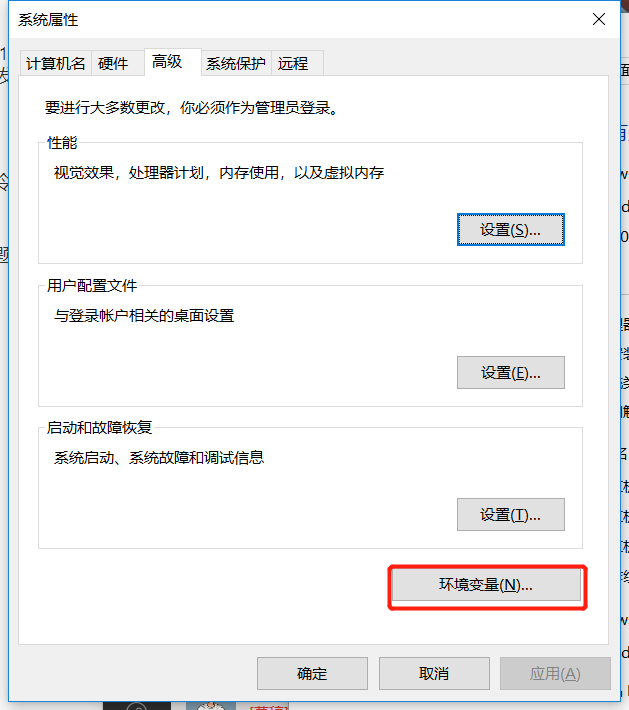 系统属性
计算机名 硬件 高级 系统保护 远程
要进行大多数更改，你必须作为管理员登录。
性能
视觉效果，处理器计划，内存使用，以及虚拟内存
设置(S)...
用户配置文件
与登录帐户相关的桌面设置
设置(E)...
启动和故障恢复
系统启动、系统故障和调试信息
设置(T)...
环境变量(N)...
确定 取消 应用(A)